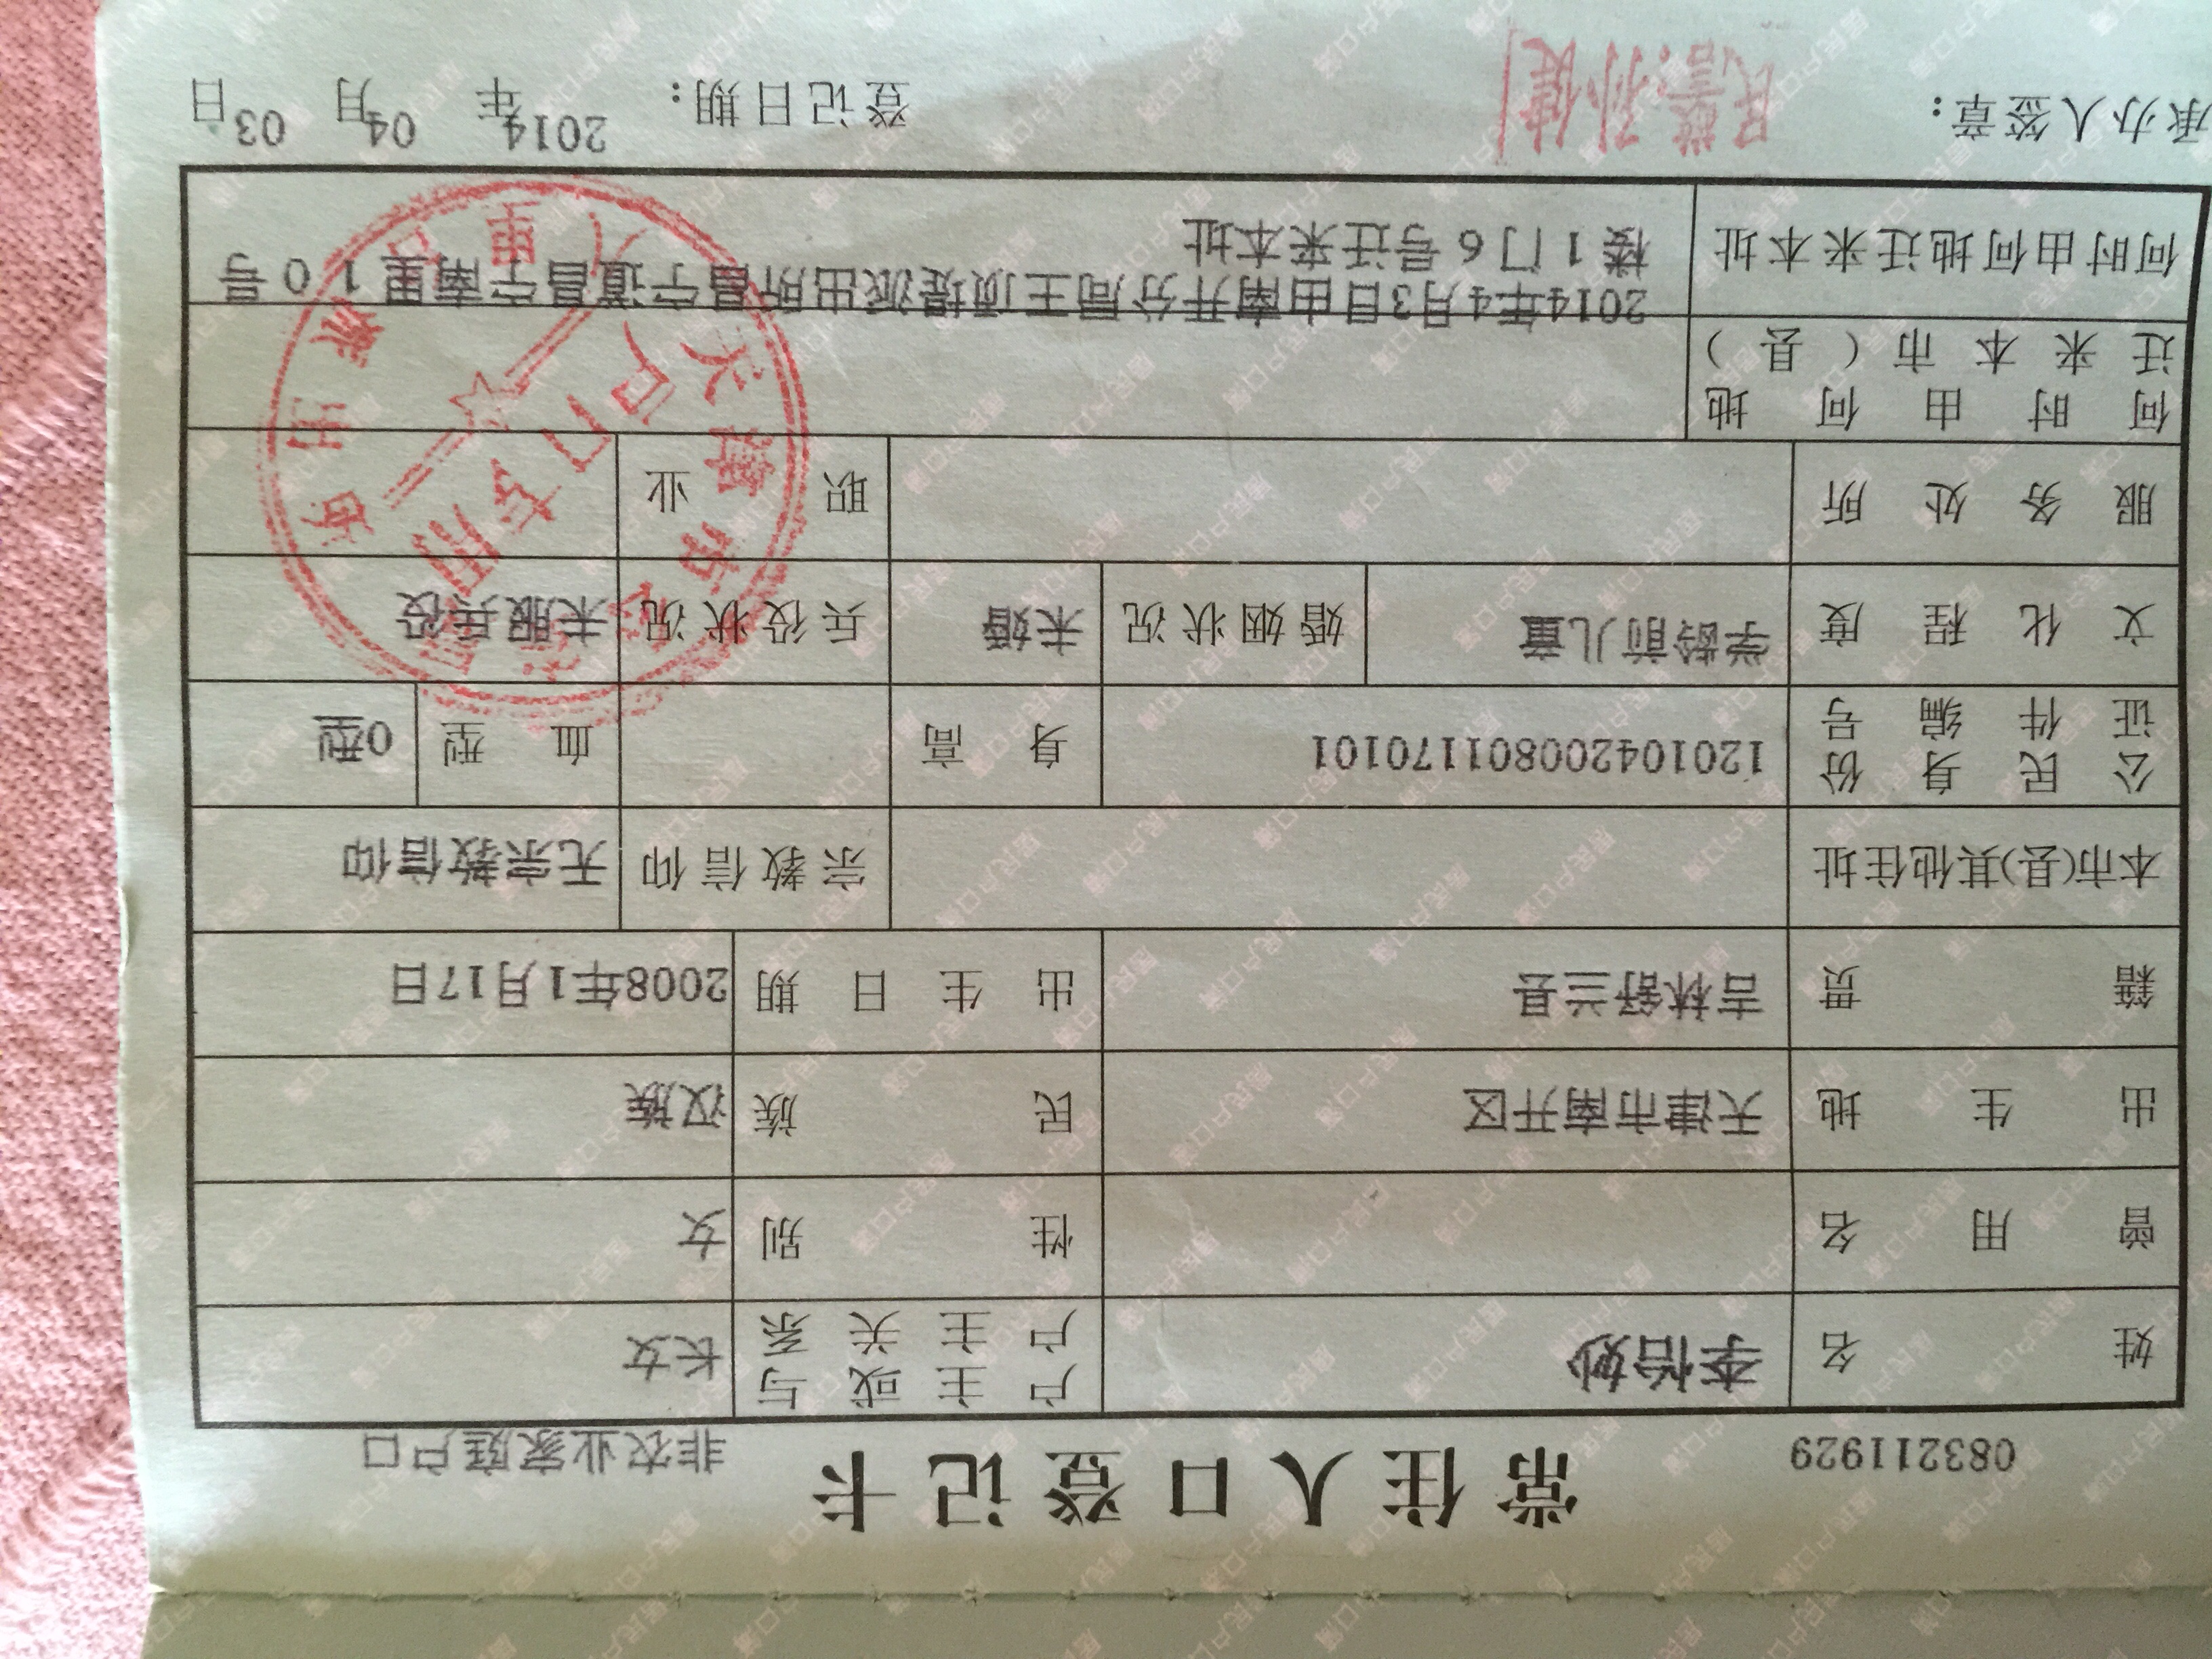 常住人口登记卡
083211929 非农业家庭户口
姓名 李怡妙 户主或与户主关系 长女
曾用名 性别 女
出生地 天津市南开区 民族 汉族
籍贯 吉林舒兰县 出生日期 2008年1月17日
本市(县)其他住址 宗教信仰 无宗教信仰
公民身份证件编号 120104200801170101 身高 血型 O型
文化程度 学龄前儿童 婚姻状况 未婚 兵役状况 未服兵役
服务处所 职业
何时由何地迁来本市(县)
何时由何地迁来本址 2014年4月3日由南开分局王顶堤派出所昌宁道昌宁南里10号
楼1门6号迁来本址
承办人签章： 民警孙健 登记日期： 2014年04月03日
户口专用